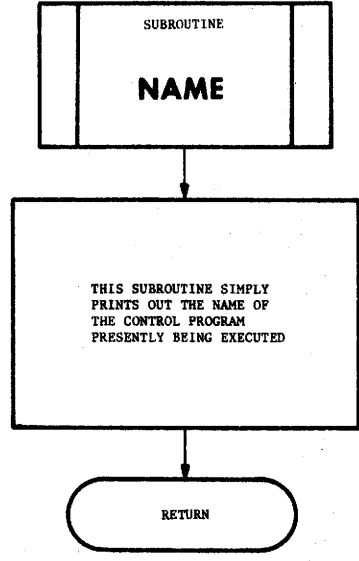 SUBROUTINE
NAME
THIS SUBROUTINE SIMPLY
PRINTS OUT THE NAME OF
THE CONTROL PROGRAM
PRESENTLY BEING EXECUTED
RETURN